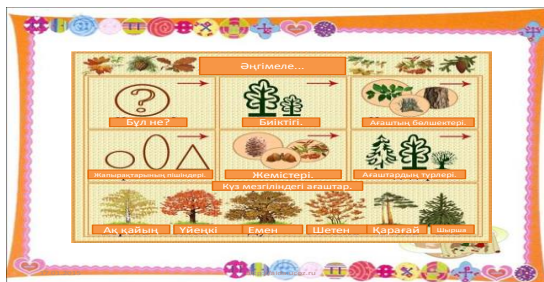 Әңгімеле...
Бұл не?
Биіктігі.
Ағаштың бөлшектері.
Жапырақтарының пішіндері.
Жемістері.
Ағаштардың түрлері.
Күз мезгіліндегі ағаштар.
Ақ қайың
Үйеңкі
Емен
Шетен
Қарағай
Шырша